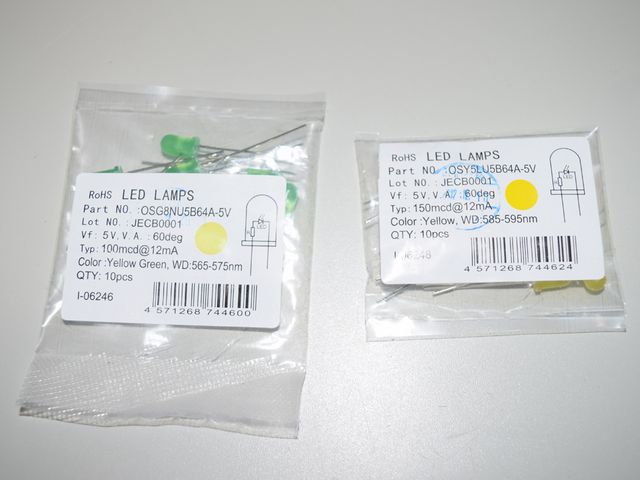 RoHS LED LAMPS
Part NO. :OSG8NU5B64A-5V
Lot NO. : JECB0001
Vf: 5V,V.A.:60deg
Typ: 100mcd@12mA
Color:Yellow Green, WD:565-575nm
QTY: 10pcs
I-06246
4 571268 744600
RoHS LED LAMPS
Part NO. :OSY5LU5B64A-5V
Lot NO. : JECB0001
Vf: 5V,V.A.:60deg
Typ: 150mcd@12mA
Color:Yellow, WD:585-595nm
QTY: 10pcs
I-06248
4 571268 744624